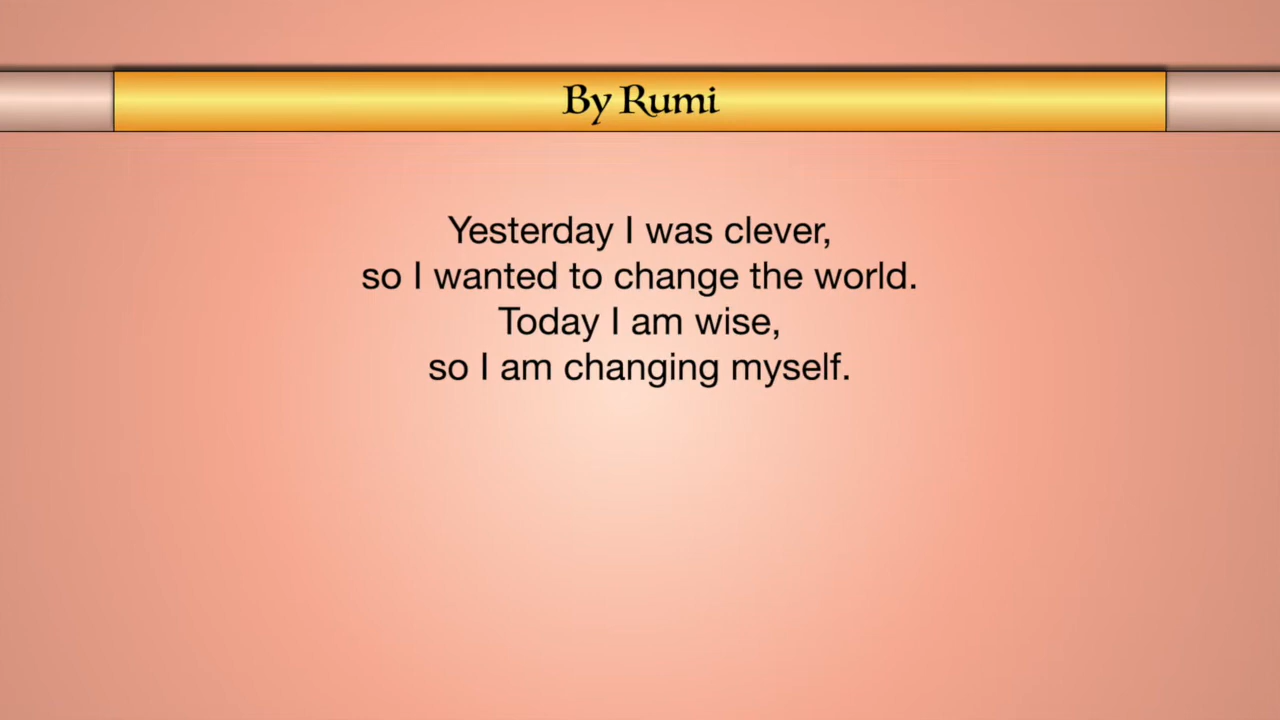 By Rumi
Yesterday I was clever,
so I wanted to change the world.
Today I am wise,
so I am changing myself.